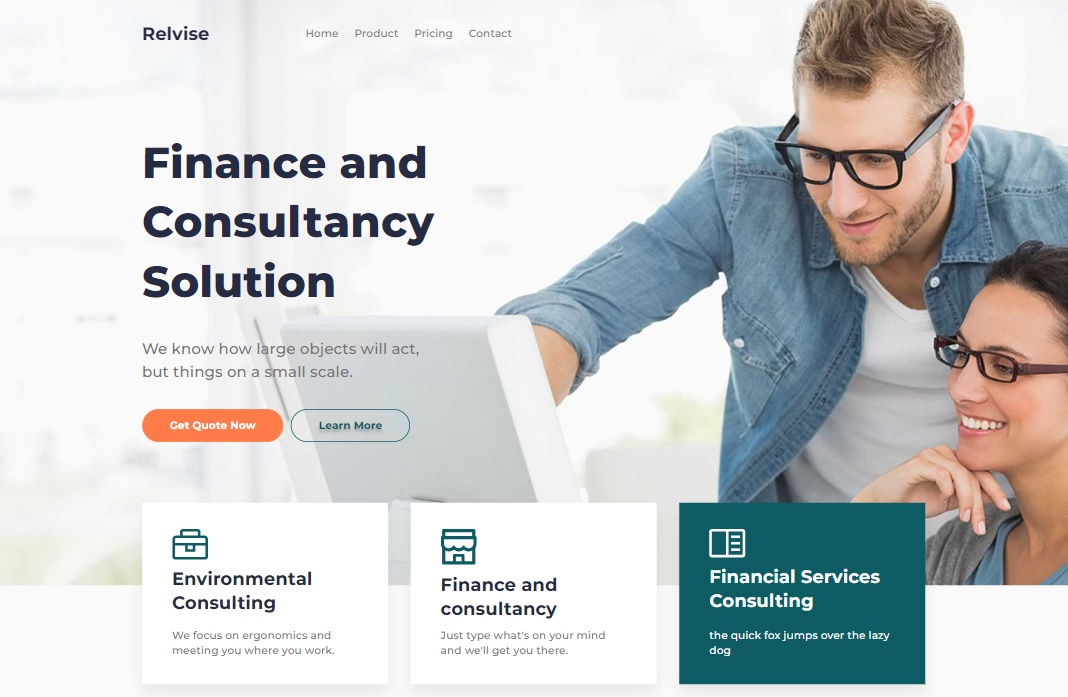 Relvise
Home Product Pricing Contact
Finance and
Consultancy
Solution
We know how large objects will act,
but things on a small scale.
Get Quote Now
Learn More
Environmental
Consulting
We focus on ergonomics and
meeting you where you work.
Finance and
consultancy
Just type what's on your mind
and we'll get you there.
Financial Services
Consulting
the quick fox jumps over the lazy
dog